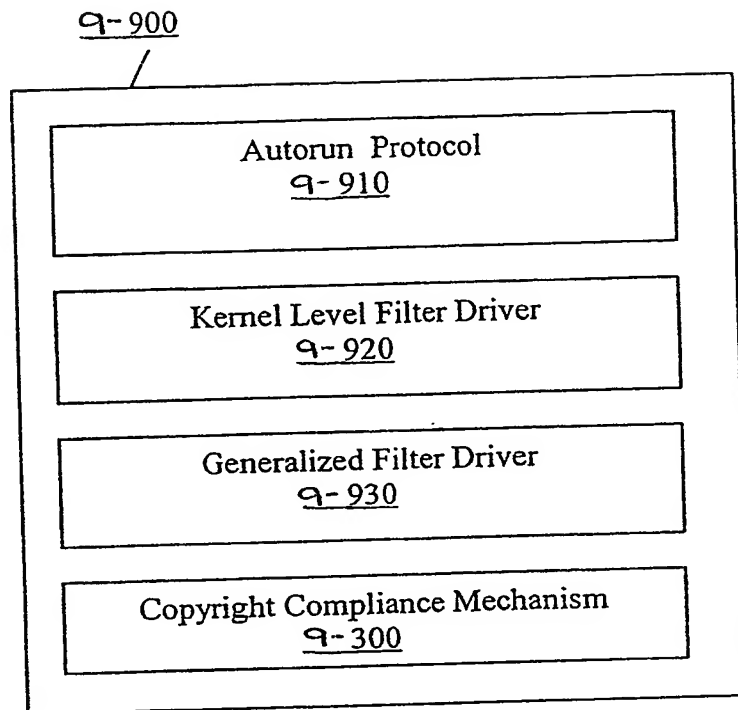 9-900
Autorun Protocol
9-910
Kernel Level Filter Driver
9-920
Generalized Filter Driver
9-930
Copyright Compliance Mechanism
9-300